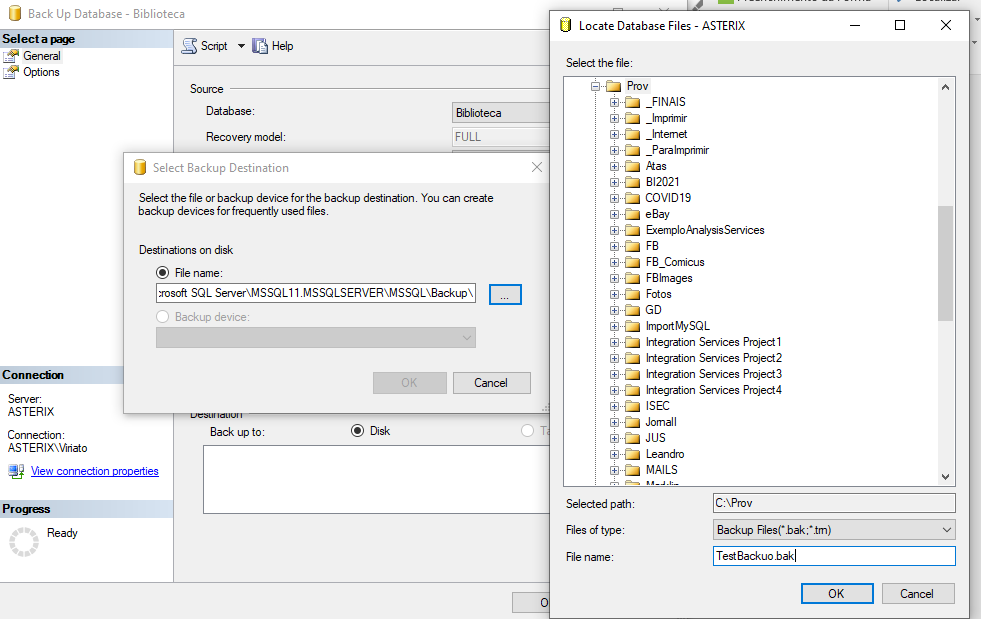 Back Up Database - Biblioteca
Select a page
General
Options
Script
Help
Source
Database:
Biblioteca
Recovery model:
FULL
Select Backup Destination
Select the file or backup device for the backup destination. You can create
backup devices for frequently used files.
Destinations on disk
File name:
crosoft SQL Server\MSSQL11.MSSQLSERVER\MSSQL\Backup\
...
Backup device:
OK
Cancel
Connection
Server:
ASTERIX
Connection:
ASTERIX\Viriato
View connection properties
Progress
Ready
Destination
Back up to:
Disk
Ta
O
Locate Database Files - ASTERIX
Select the file:
Prov
_FINAIS
_Imprimir
_Internet
_ParaImprimir
Atas
BI2021
COVID19
eBay
ExemploAnalysisServices
FB
FB_Comicus
FBImages
Fotos
GD
ImportMySQL
Integration Services Project1
Integration Services Project2
Integration Services Project3
Integration Services Project4
ISEC
Jornall
JUS
Leandro
MAILS
Selected path:
C:\Prov
Files of type:
Backup Files(*.bak;*.trn)
File name:
TestBackuo.bak
OK
Cancel